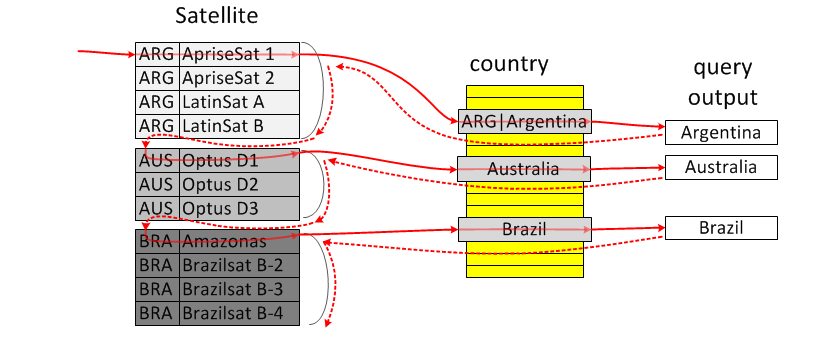 Satellite
ARG ApriseSat 1
ARG ApriseSat 2
ARG LatinSat A
ARG LatinSat B
AUS Optus D1
AUS Optus D2
AUS Optus D3
BRA Amazonas
BRA Brazilsat B-2
BRA Brazilsat B-3
BRA Brazilsat B-4
country
ARG|Argentina
Australia
Brazil
query
output
Argentina
Australia
Brazil